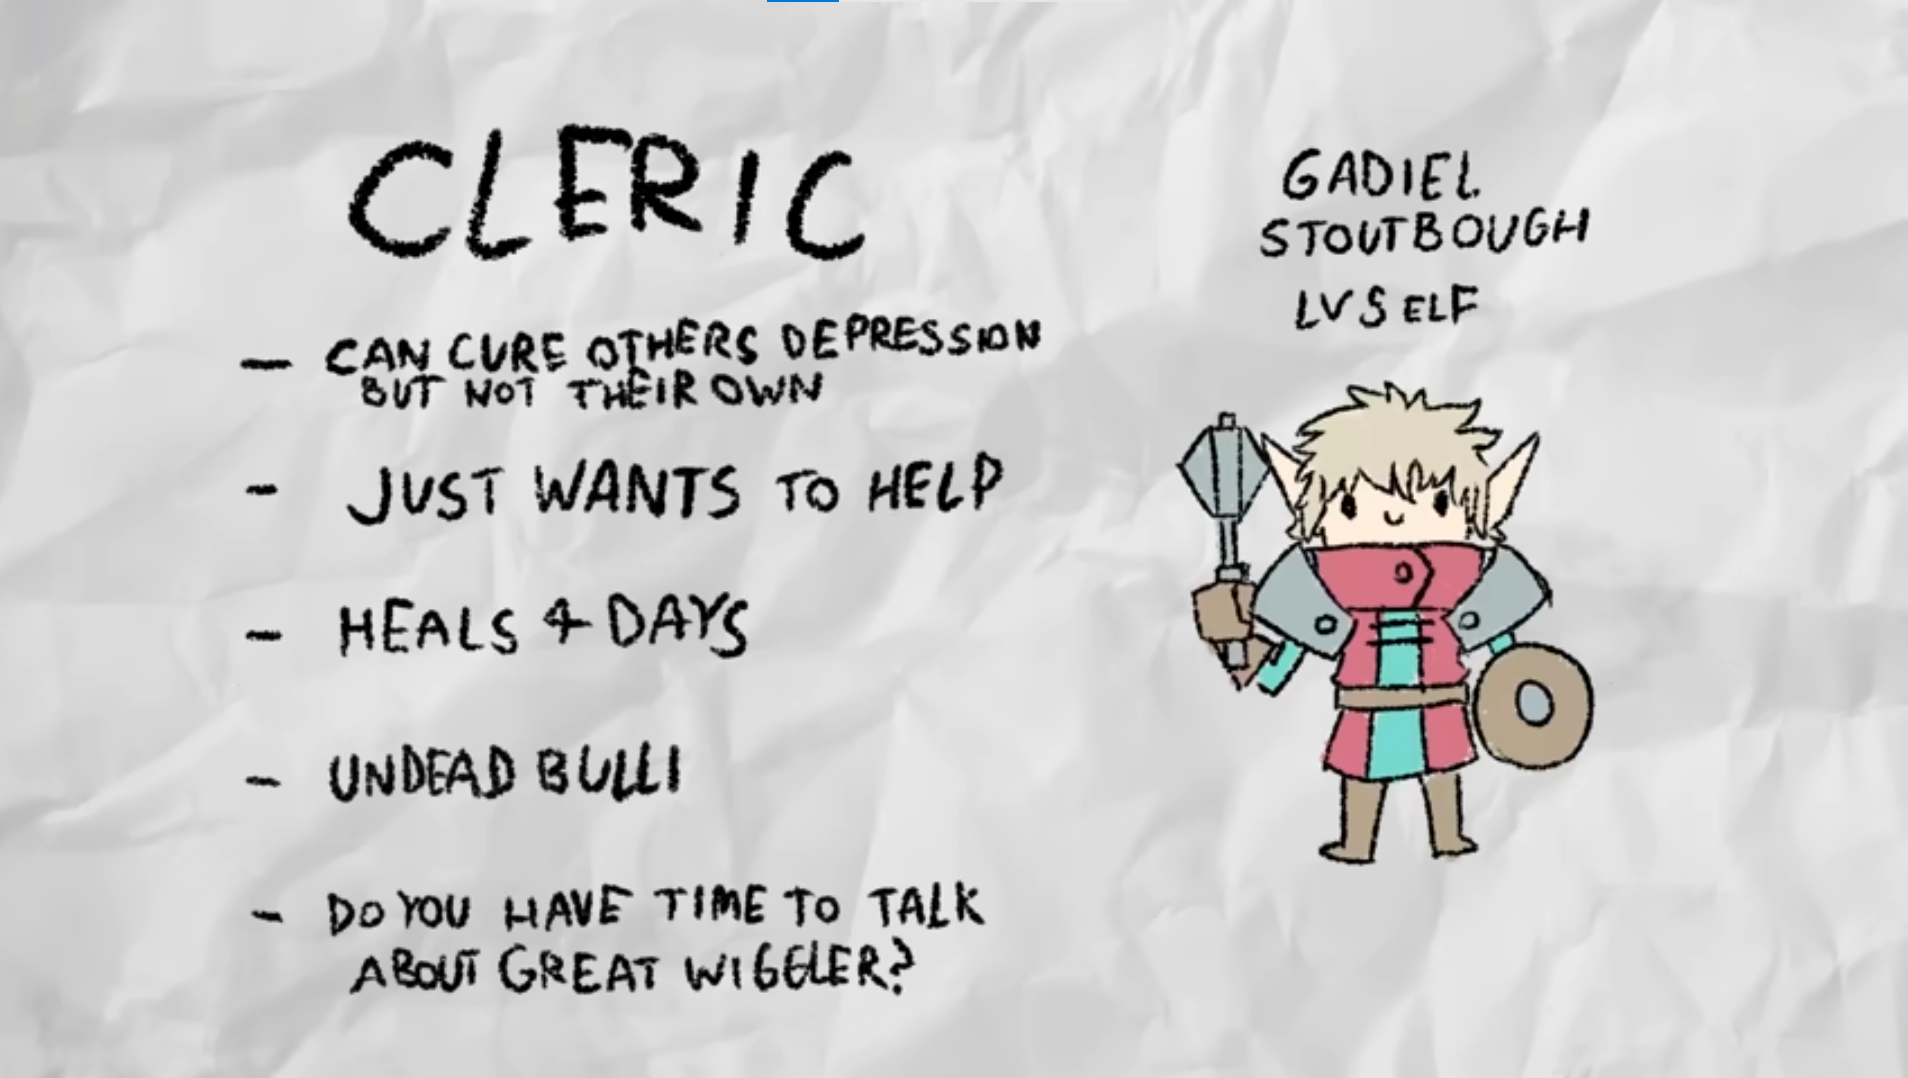 CLERIC
- CAN CURE OTHERS DEPRESSION
BUT NOT THEIR OWN
- JUST WANTS TO HELP
- HEALS 4 DAYS
- UNDEAD BULLI
- DO YOU HAVE TIME TO TALK
ABOUT GREAT WIGGLER?
GADIEL
STOUTBOUGH
LV5 ELF